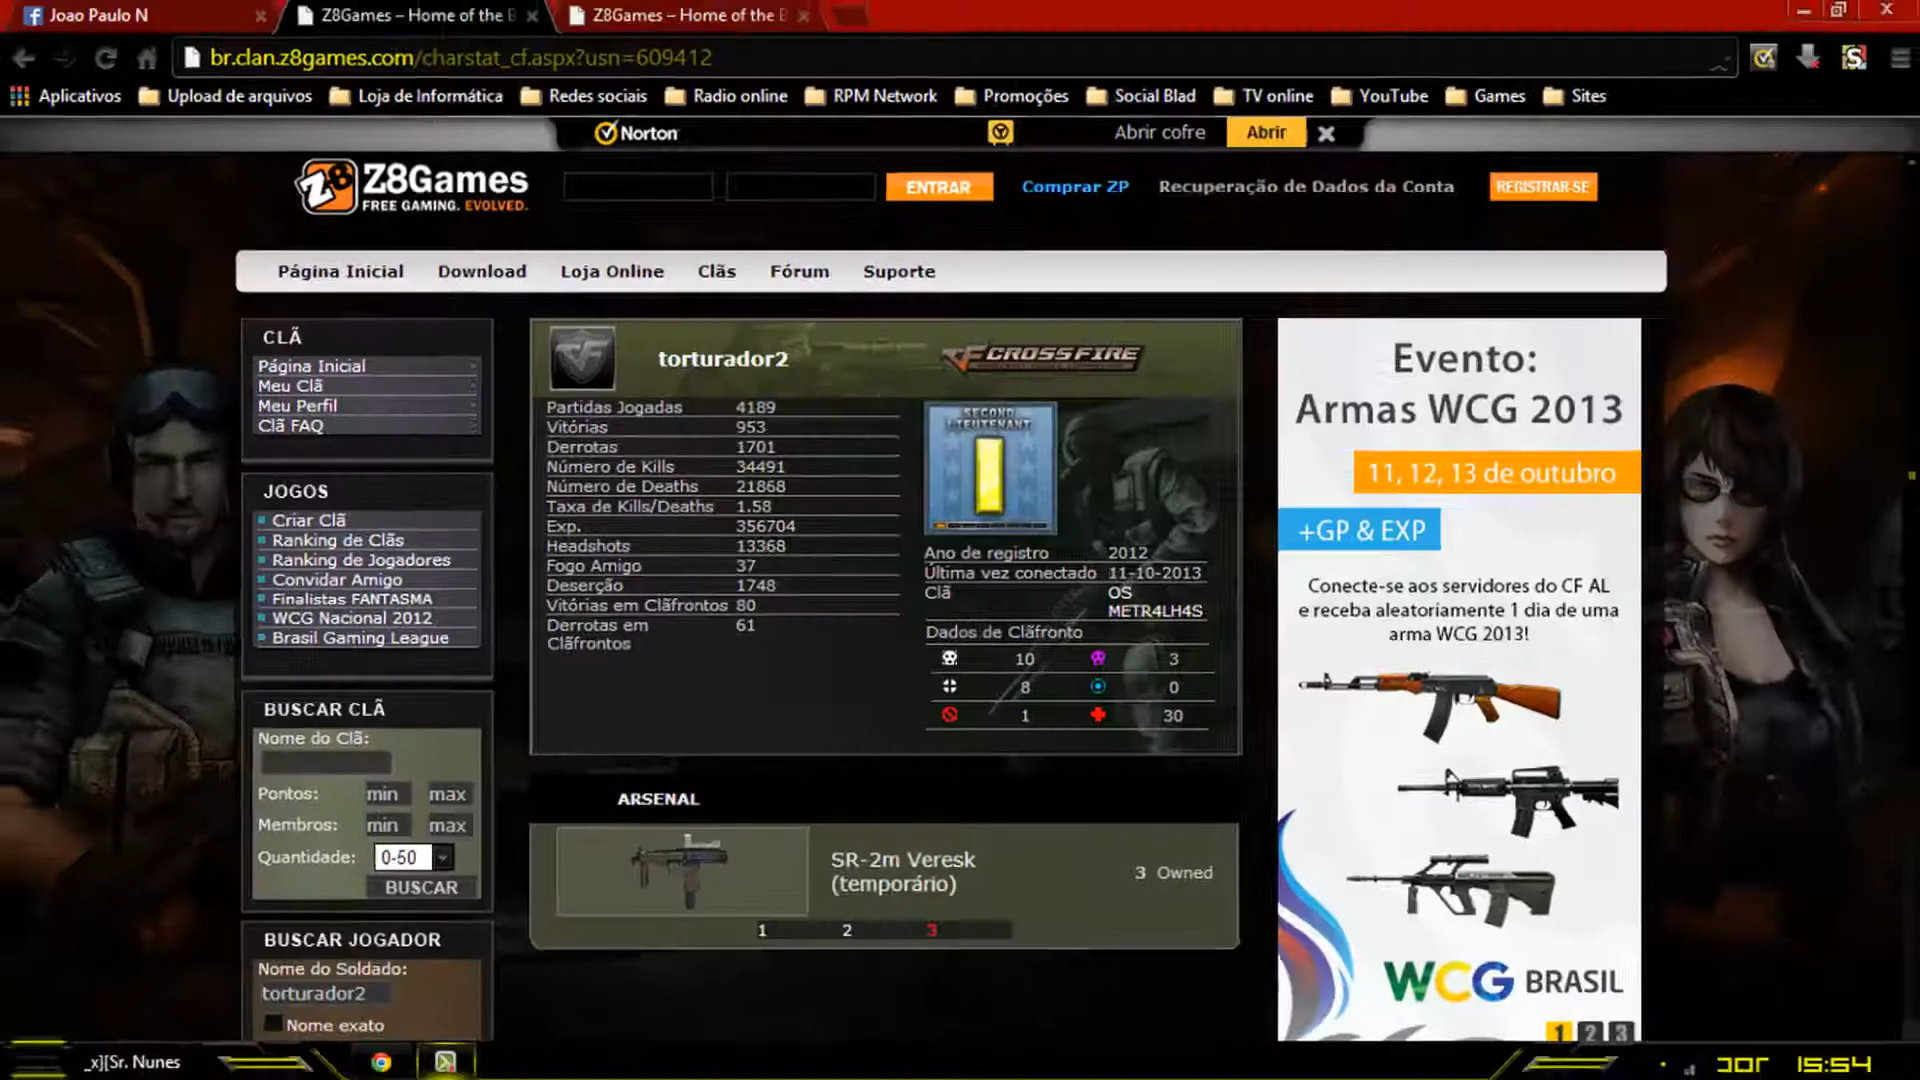 Joao Paulo N
Z8Games – Home of the B
Z8Games – Home of the B
br.clan.z8games.com/charstat_cf.aspx?usn=609412
Aplicativos Upload de arquivos Loja de Informática Redes sociais Radio online RPM Network Promoções Social Blad TV online YouTube Games Sites
Norton Abrir cofre Abrir
Z8Games
FREE GAMING. EVOLVED.
ENTRAR Comprar ZP Recuperação de Dados da Conta REGISTRAR-SE
Página Inicial Download Loja Online Clãs Fórum Suporte
CLÃ
Página Inicial
Meu Clã
Meu Perfil
Clã FAQ
JOGOS
Criar Clã
Ranking de Clãs
Ranking de Jogadores
Convidar Amigo
Finalistas FANTASMA
WCG Nacional 2012
Brasil Gaming League
BUSCAR CLÃ
Nome do Clã:
Pontos: min max
Membros: min max
Quantidade: 0-50
BUSCAR
BUSCAR JOGADOR
Nome do Soldado:
torturador2
Nome exato
torturador2
CROSSFIRE
Partidas Jogadas 4189
Vitórias 953
Derrotas 1701
Número de Kills 34491
Número de Deaths 21868
Taxa de Kills/Deaths 1.58
Exp. 356704
Headshots 13368
Fogo Amigo 37
Deserção 1748
Vitórias em Clãfrontos 80
Derrotas em 61
Clãfrontos
SECOND
LIEUTENANT
Ano de registro 2012
Última vez conectado 11-10-2013
Clã OS
METR4LH4S
Dados de Clãfronto
10 3
8 0
1 30
ARSENAL
SR-2m Veresk
(temporário)
3 Owned
1 2 3
Evento:
Armas WCG 2013
11, 12, 13 de outubro
+GP & EXP
Conecte-se aos servidores do CF AL
e receba aleatoriamente 1 dia de uma
arma WCG 2013!
WCG BRASIL
1 2 3
_x][Sr. Nunes
15:54